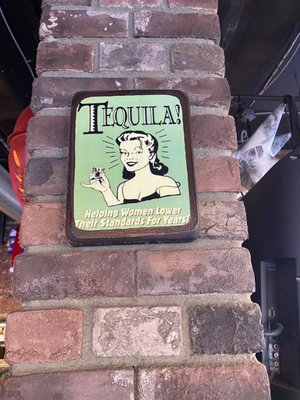 TEQUILA!
Helping Women Lower
Their Standards For Years!